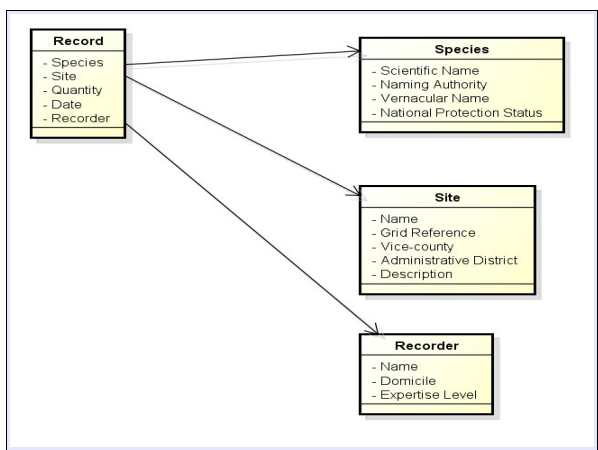 Record
- Species
- Site
- Quantity
- Date
- Recorder
Species
- Scientific Name
- Naming Authority
- Vernacular Name
- National Protection Status
Site
- Name
- Grid Reference
- Vice-county
- Administrative District
- Description
Recorder
- Name
- Domicile
- Expertise Level